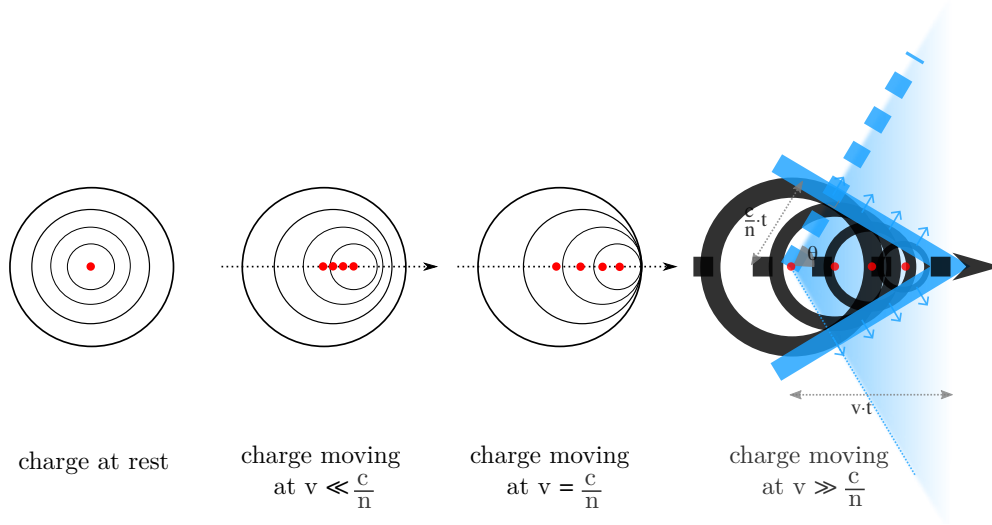 c/n·t
θ
v·t
charge at rest
charge moving
at v ≪ c/n
charge moving
at v = c/n
charge moving
at v ≫ c/n